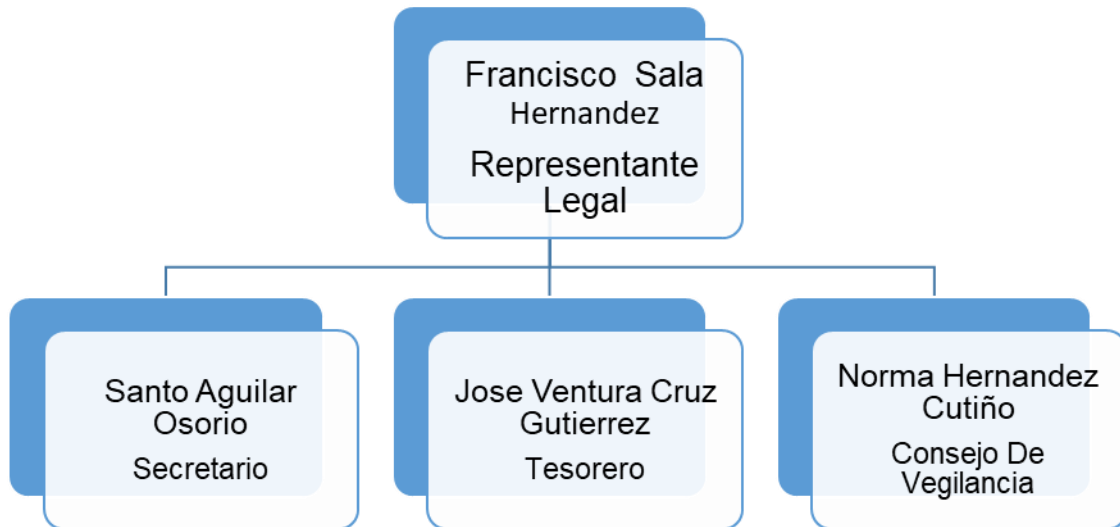 Francisco  Sala
Hernandez
Representante
Legal
Santo Aguilar
Osorio
Secretario
Jose Ventura Cruz
Gutierrez
Tesorero
Norma Hernandez
Cutiño
Consejo De
Vegilancia